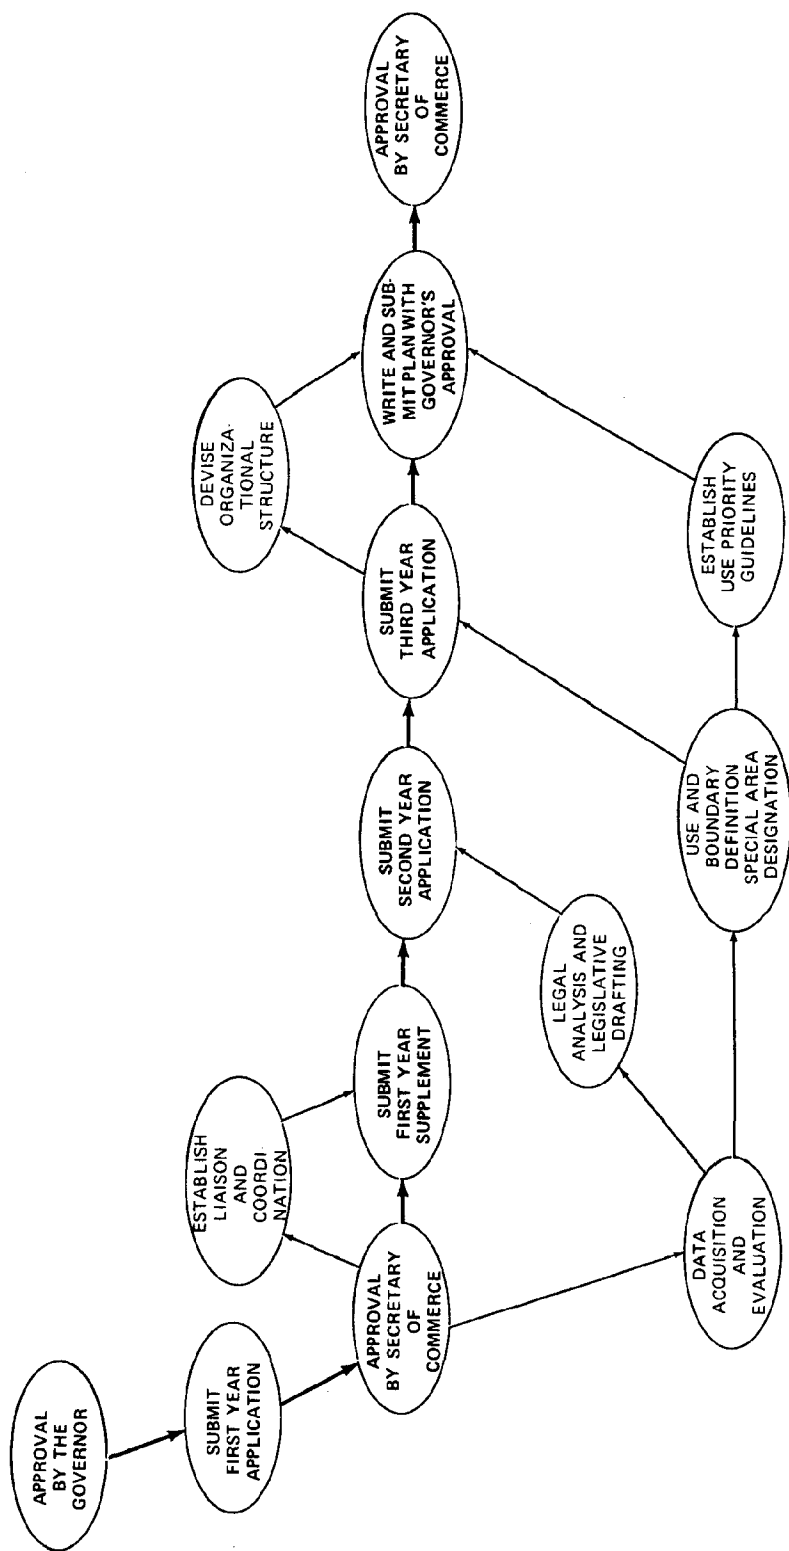 APPROVAL
BY THE
GOVERNOR
SUBMIT
FIRST YEAR
APPLICATION
APPROVAL
BY SECRETARY
OF
COMMERCE
ESTABLISH
LIAISON
AND
COORDI-
NATION
SUBMIT
FIRST YEAR
SUPPLEMENT
DATA
ACQUISITION
AND
EVALUATION
LEGAL
ANALYSIS AND
LEGISLATIVE
DRAFTING
SUBMIT
SECOND YEAR
APPLICATION
USE AND
BOUNDARY
DEFINITION
SPECIAL AREA
DESIGNATION
SUBMIT
THIRD YEAR
APPLICATION
DEVISE
ORGANIZA-
TIONAL
STRUCTURE
ESTABLISH
USE PRIORITY
GUIDELINES
WRITE AND SUB-
MIT PLAN WITH
GOVERNOR'S
APPROVAL
APPROVAL
BY SECRETARY
OF
COMMERCE